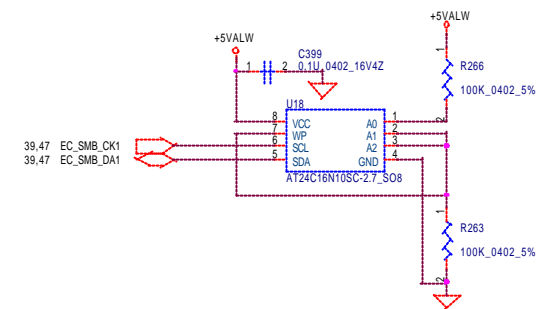 +5VALW
+5VALW
C399
1 2 0.1U_0402_16V4Z
1
R266
100K_0402_5%
2
U18
8 VCC A0 1
7 WP A1 2
39,47 EC_SMB_CK1 6 SCL A2 3
39,47 EC_SMB_DA1 5 SDA GND 4
AT24C16N10SC-2.7_SO8
1
R263
100K_0402_5%
2